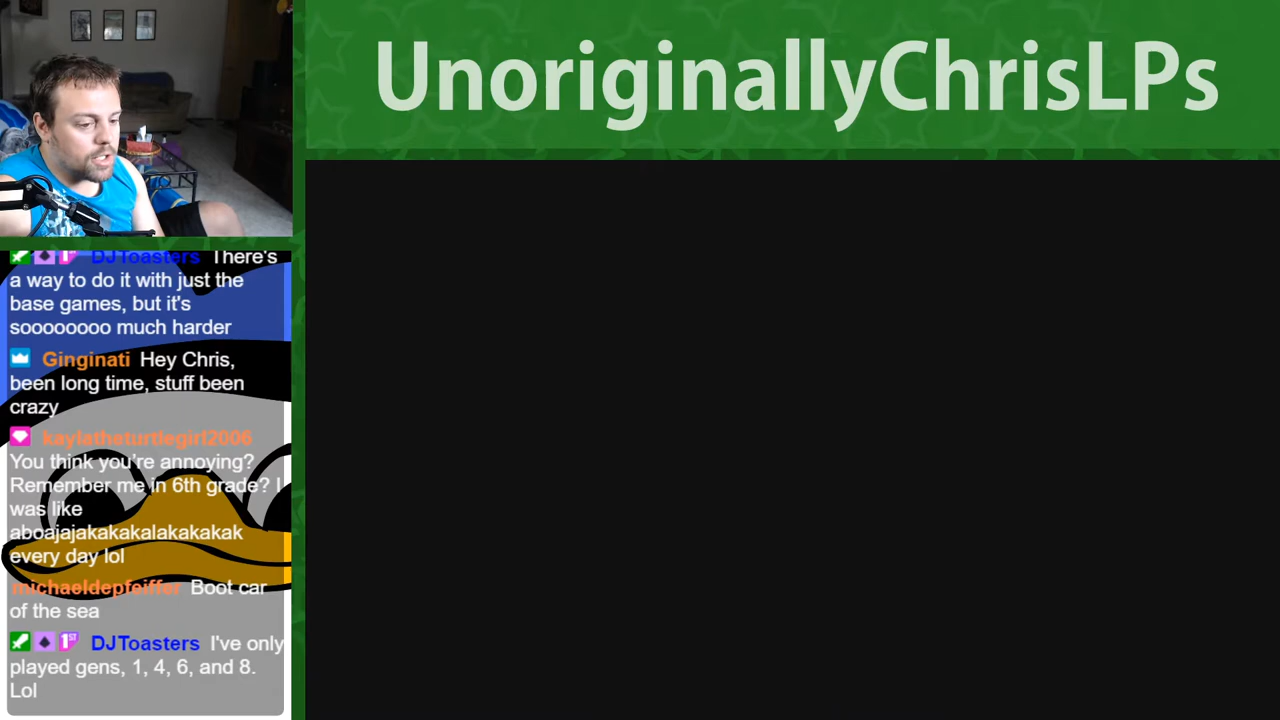 UnoriginallyChrisLPs
DJToasters There's
a way to do it with just the
base games, but it's
soooooooo much harder
Ginginati Hey Chris,
been long time, stuff been
crazy
kaylatheturtlegirl2006
You think you're annoying?
Remember me in 6th grade? I
was like
aboajajakakakalakakakak
every day lol
michaeldepfeiffer Boot car
of the sea
1ST DJToasters I've only
played gens, 1, 4, 6, and 8.
Lol